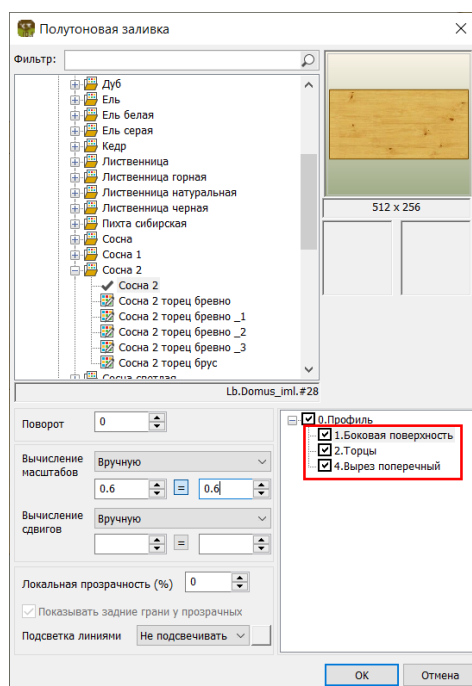 Полутоновая заливка
Фильтр:
Дуб
Ель
Ель белая
Ель серая
Кедр
Лиственница
Лиственница горная
Лиственница натуральная
Лиственница черная
Пихта сибирская
Сосна
Сосна 1
Сосна 2
Сосна 2
Сосна 2 торец бревно
Сосна 2 торец бревно _1
Сосна 2 торец бревно _2
Сосна 2 торец бревно _3
Сосна 2 торец брус
Сосна светлая
Lb.Domus_iml.#28
512 x 256
Поворот 0
Вычисление масштабов Вручную
0.6 = 0.6
Вычисление сдвигов Вручную
=
Локальная прозрачность (%) 0
Показывать задние грани у прозрачных
Подсветка линиями Не подсвечивать
0.Профиль
1.Боковая поверхность
2.Торцы
4.Вырез поперечный
OK Отмена